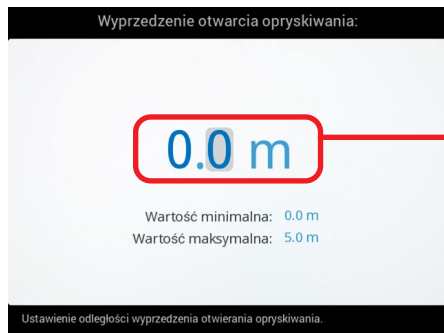 Wyprzedzenie otwarcia opryskiwania:
0.0 m
Wartość minimalna: 0.0 m
Wartość maksymalna: 5.0 m
Ustawienie odległości wyprzedzenia otwierania opryskiwania.